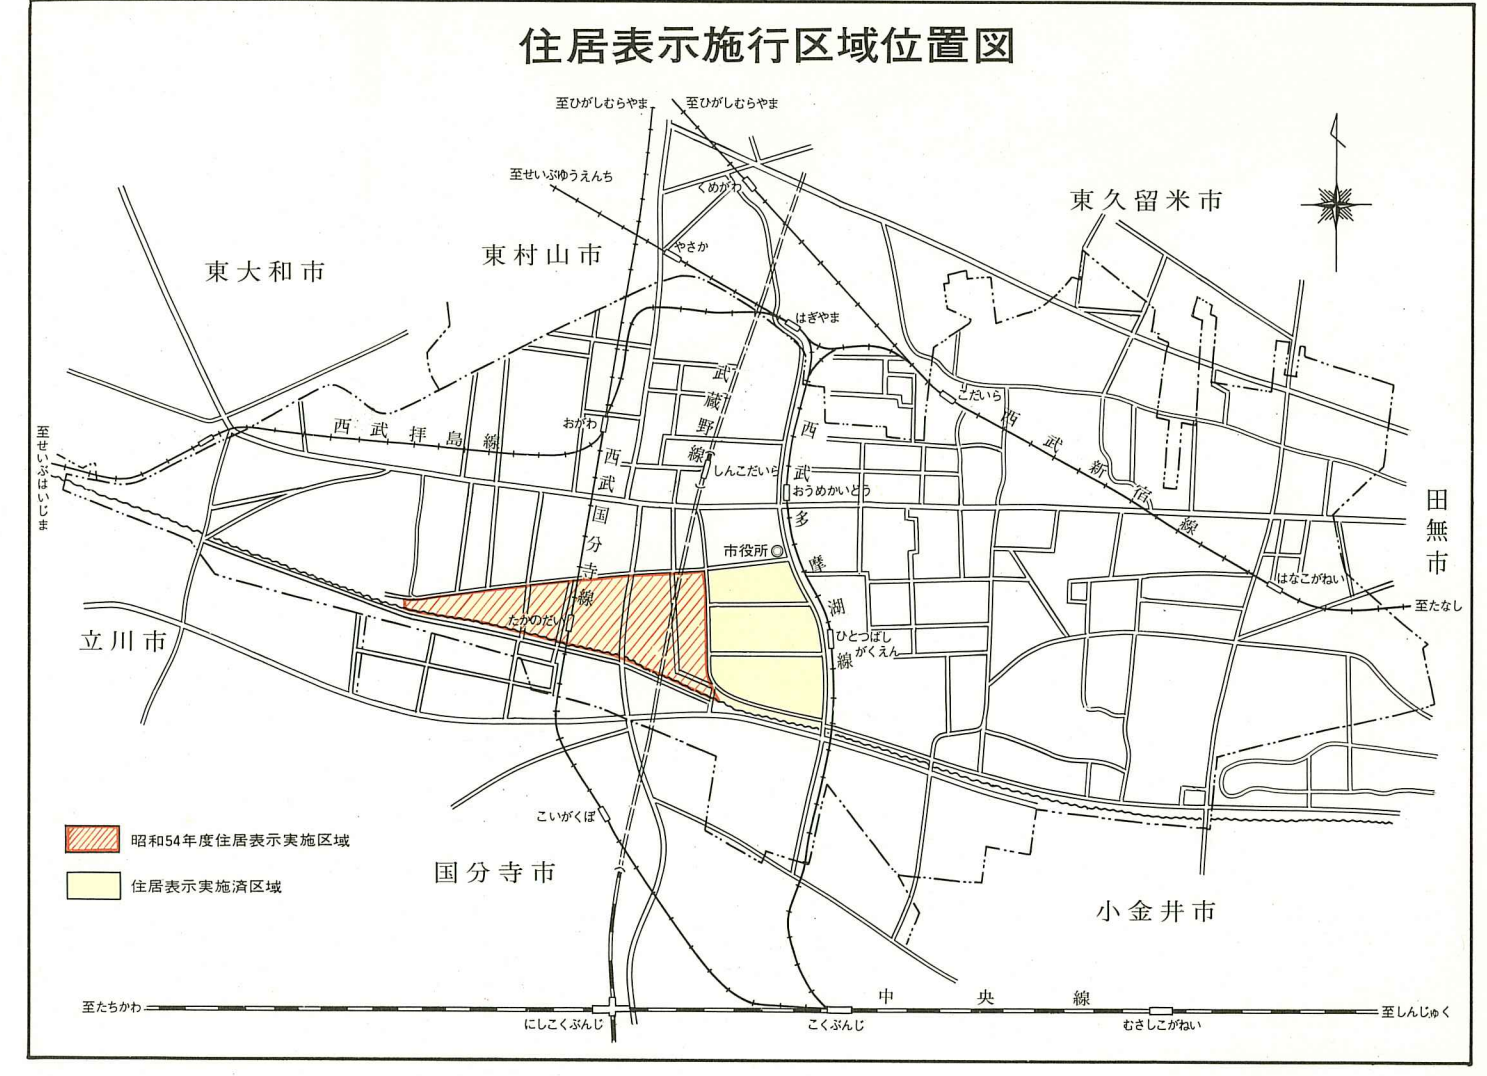 住居表示施行区域位置図
至ひがしむらやま
至ひがしむらやま
至せいぶゆうえんち
くめがわ
東久留米市
東村山市
やさか
東大和市
はぎやま
武蔵野線
こだいら
おがわ
西武拝島線
西武新宿線
至せいぶはいじま
西武国分寺線
しんこだいら
西武多摩湖線
おうめかいどう
田無市
市役所
はなこがねい
至たなし
たかのだい
ひとつばし
がくえん
立川市
こいがくぼ
昭和54年度住居表示実施区域
住居表示実施済区域
国分寺市
小金井市
至たちかわ
中央線
至しんじゅく
にしこくぶんじ
こくぶんじ
むさしこがねい